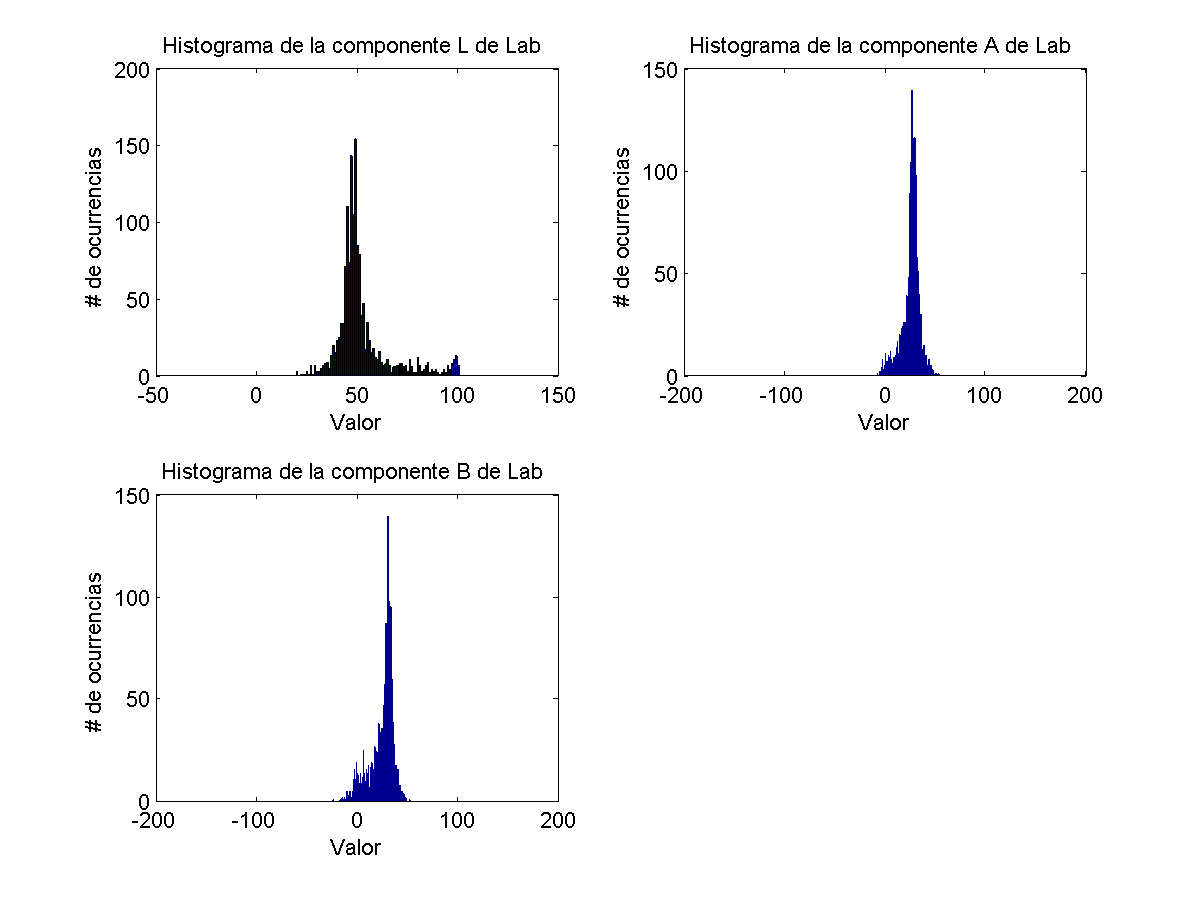 Histograma de la componente L de Lab
200
150
100
50
0
-50 0 50 100 150
# de ocurrencias
Valor
Histograma de la componente A de Lab
150
100
50
0
-200 -100 0 100 200
# de ocurrencias
Valor
Histograma de la componente B de Lab
150
100
50
0
-200 -100 0 100 200
# de ocurrencias
Valor